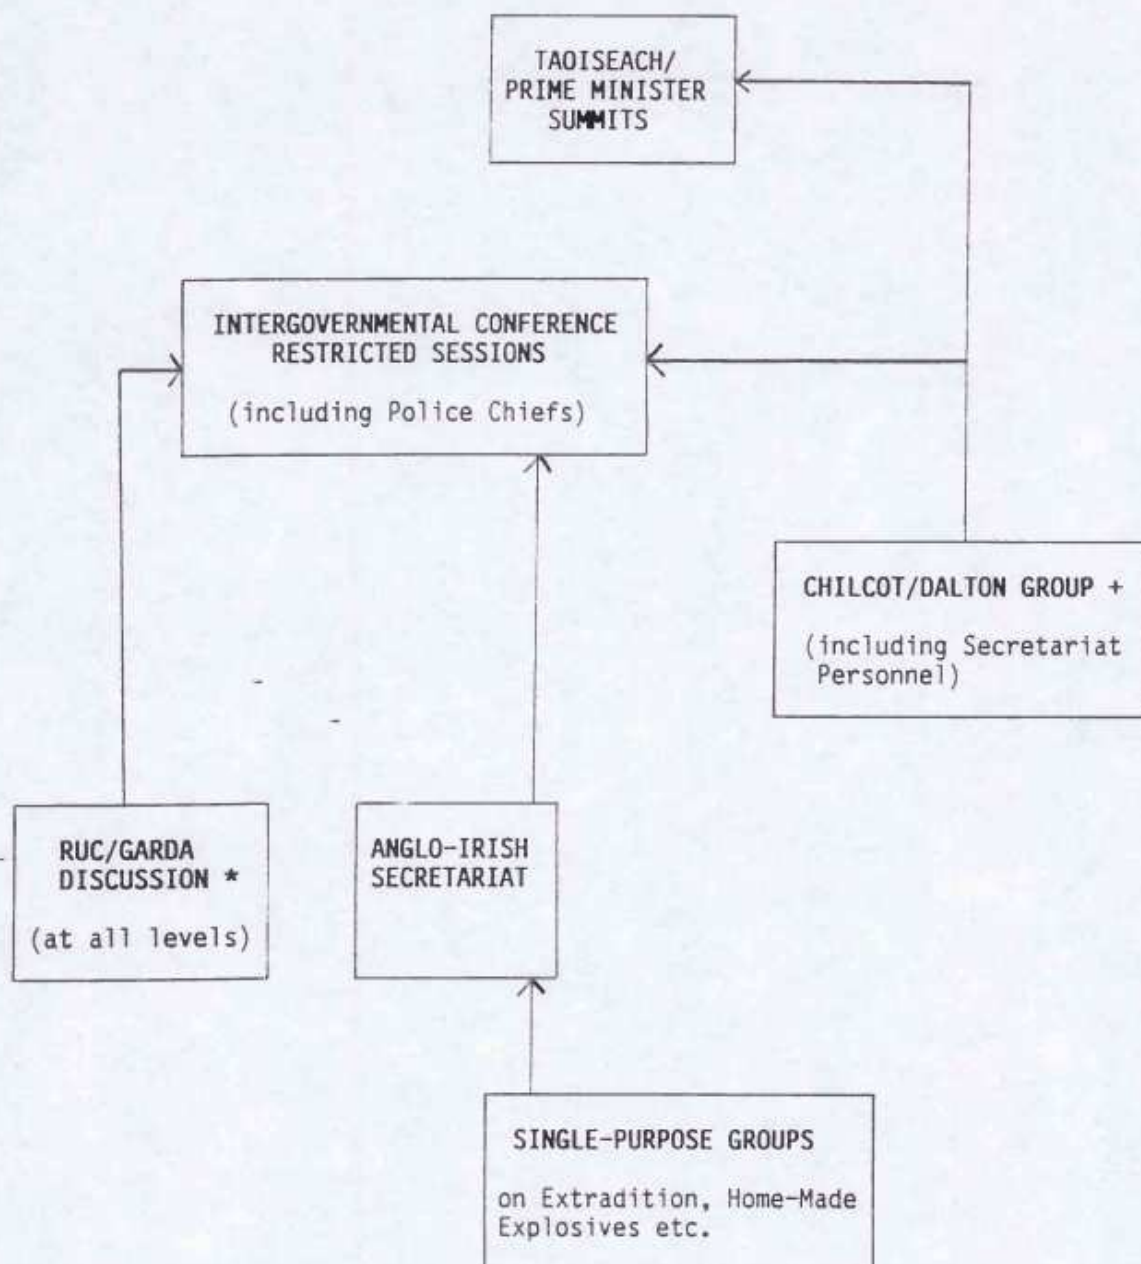 TAOISEACH/
PRIME MINISTER
SUMMITS
INTERGOVERNMENTAL CONFERENCE
RESTRICTED SESSIONS
(including Police Chiefs)
CHILCOT/DALTON GROUP +
(including Secretariat
Personnel)
RUC/GARDA
DISCUSSION *
(at all levels)
ANGLO-IRISH
SECRETARIAT
SINGLE-PURPOSE GROUPS
on Extradition, Home-Made
Explosives etc.